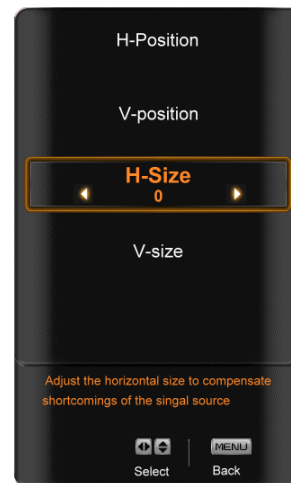 H-Position
V-position
H-Size
0
V-size
Adjust the horizontal size to compensate
shortcomings of the singal source
MENU
Select
Back